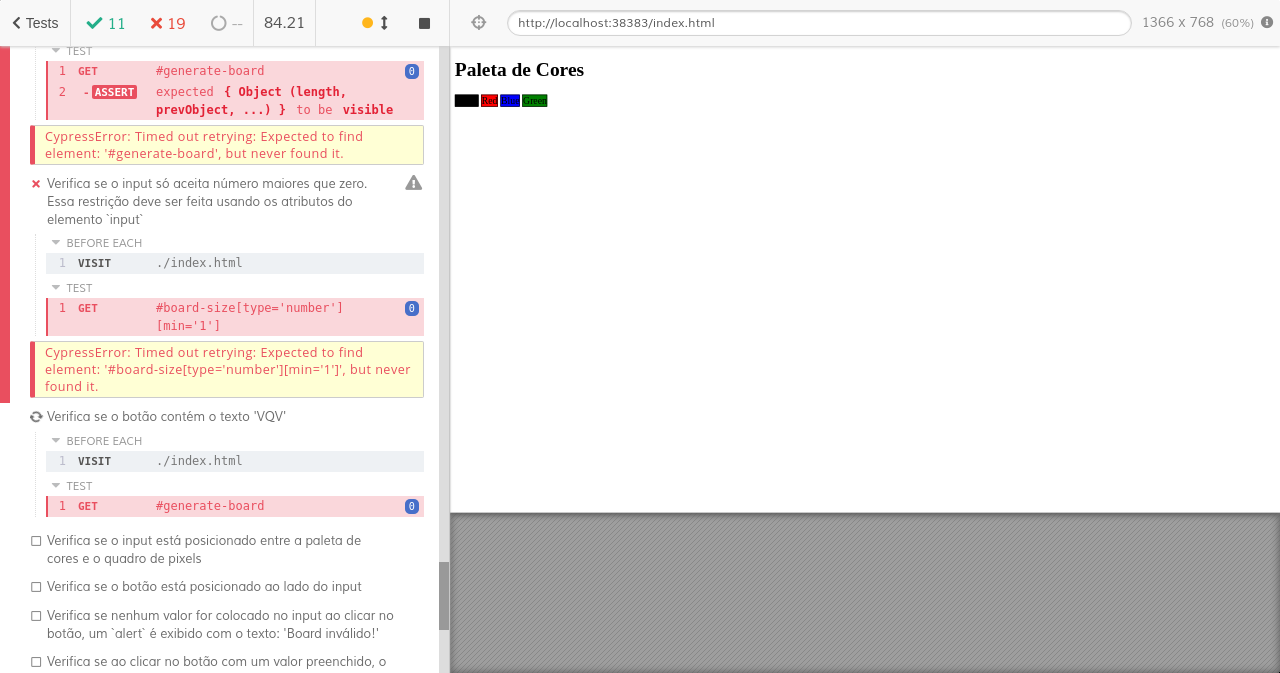 Tests
11
19
--
84.21
http://localhost:38383/index.html
1366 x 768 (60%)
TEST
1 GET #generate-board 0
2 - ASSERT expected { Object (length,
prevObject, ...) } to be visible
CypressError: Timed out retrying: Expected to find
element: '#generate-board', but never found it.
Verifica se o input só aceita número maiores que zero.
Essa restrição deve ser feita usando os atributos do
elemento `input`
BEFORE EACH
1 VISIT ./index.html
TEST
1 GET #board-size[type='number'] 0
[min='1']
CypressError: Timed out retrying: Expected to find
element: '#board-size[type='number'][min='1']', but never
found it.
Verifica se o botão contém o texto 'VQV'
BEFORE EACH
1 VISIT ./index.html
TEST
1 GET #generate-board 0
Verifica se o input está posicionado entre a paleta de
cores e o quadro de pixels
Verifica se o botão está posicionado ao lado do input
Verifica se nenhum valor for colocado no input ao clicar no
botão, um `alert` é exibido com o texto: 'Board inválido!'
Verifica se ao clicar no botão com um valor preenchido, o
Paleta de Cores
Red Blue Green